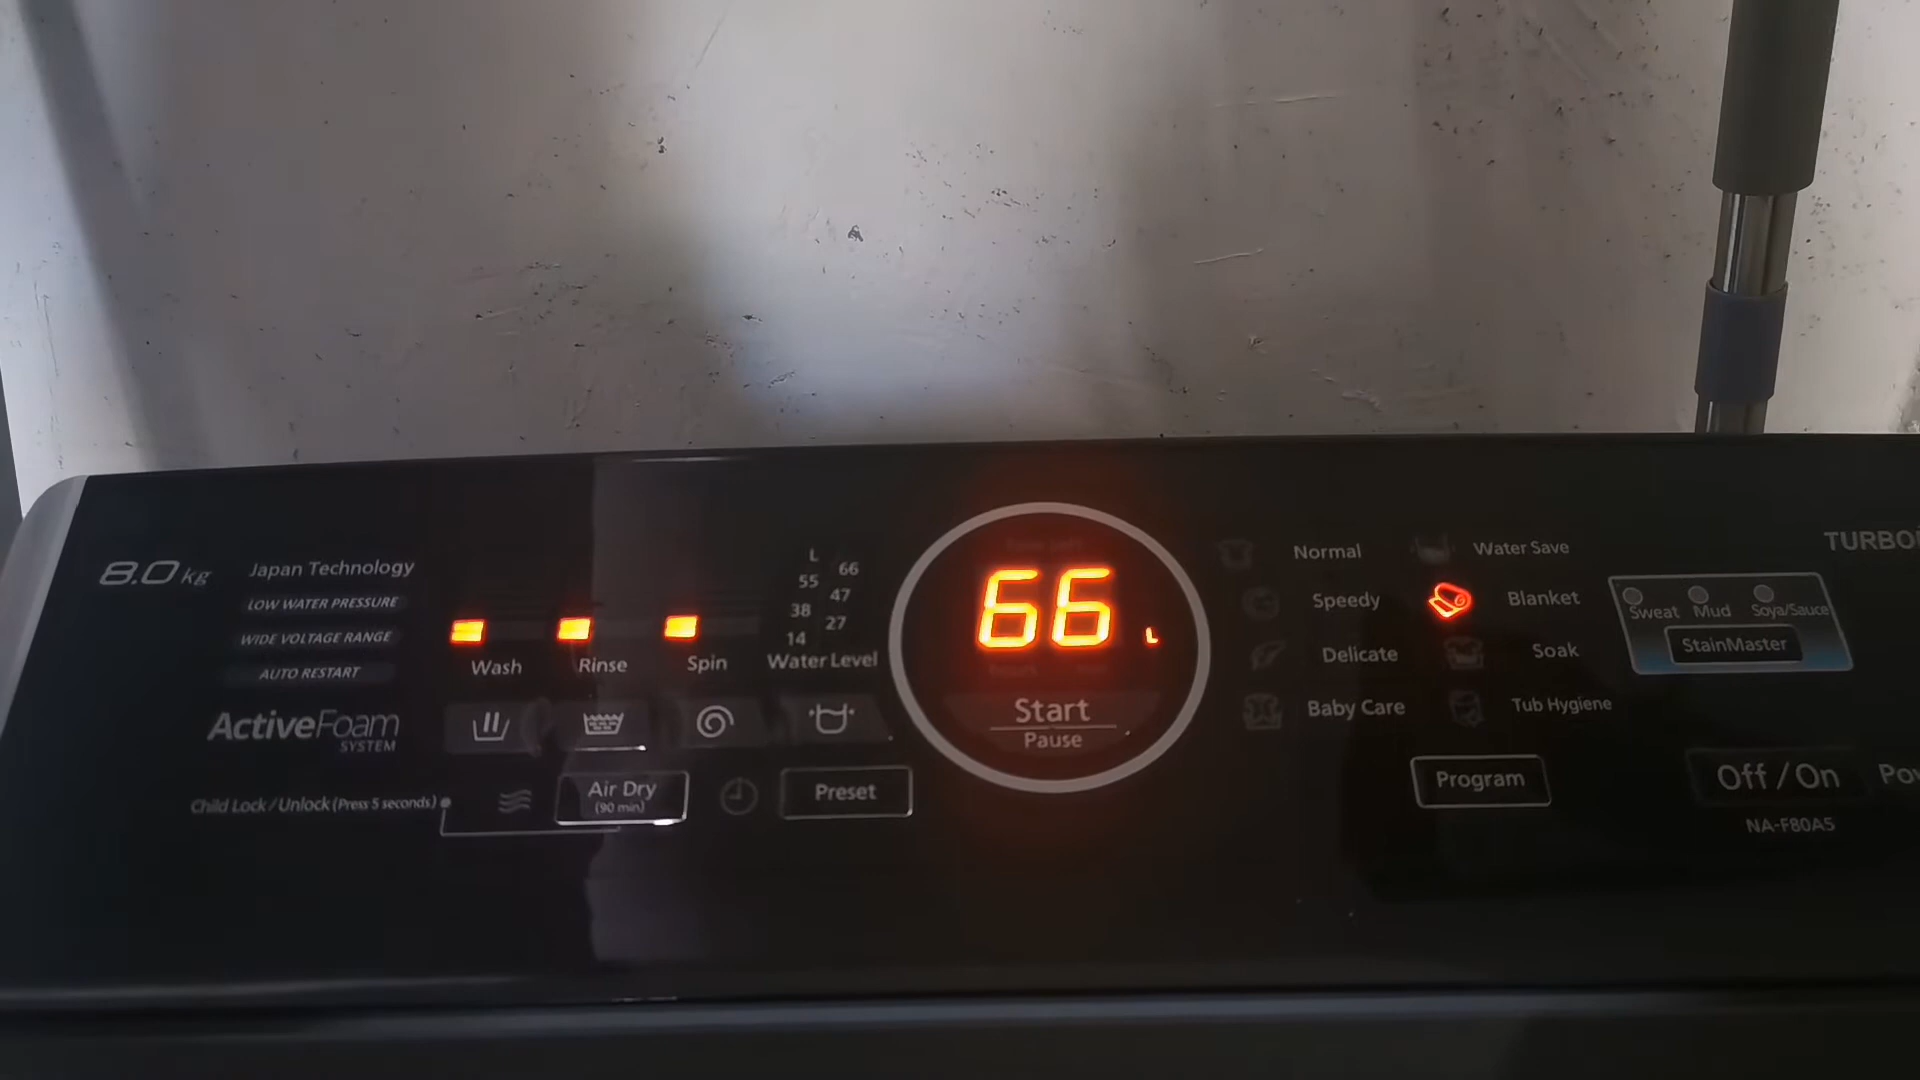 8.0 kg
Japan Technology
LOW WATER PRESSURE
WIDE VOLTAGE RANGE
AUTO RESTART
ActiveFoam
SYSTEM
Child Lock/Unlock (Press 5 seconds)
Wash
Rinse
Spin
L
66
55
47
38
27
14
Water Level
Air Dry
(90 min)
Preset
66 L
Start
Pause
Normal
Speedy
Delicate
Baby Care
Water Save
Blanket
Soak
Tub Hygiene
Program
Sweat
Mud
Soya/Sauce
StainMaster
Off/On
NA-F80A5